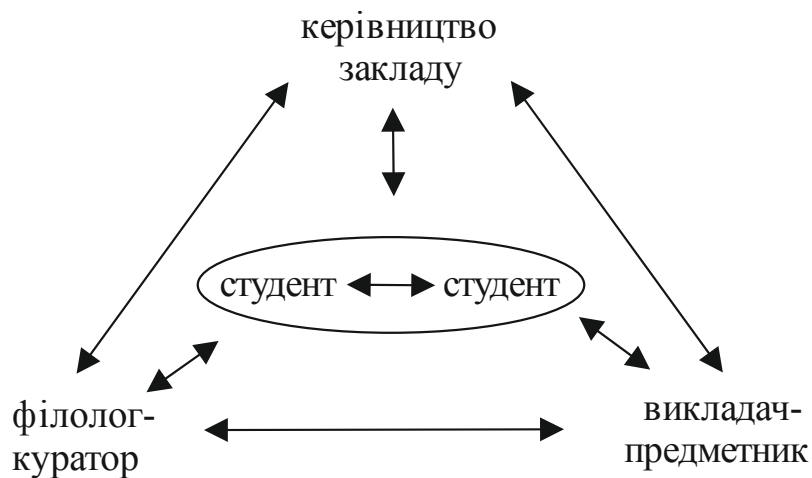 керівництво
закладу
студент студент
філолог-
куратор
викладач-
предметник